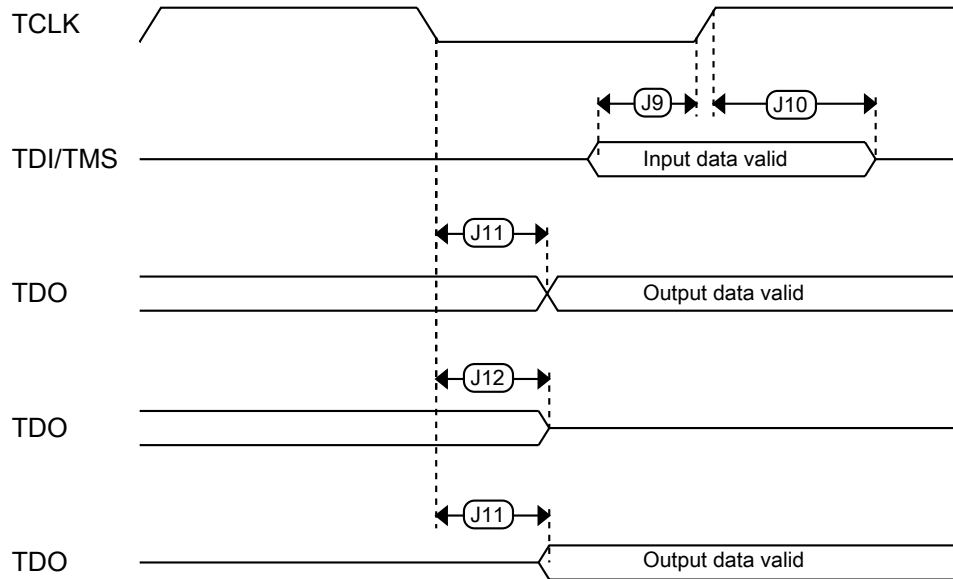 TCLK
J9
J10
TDI/TMS
Input data valid
J11
TDO
Output data valid
J12
TDO
J11
TDO
Output data valid